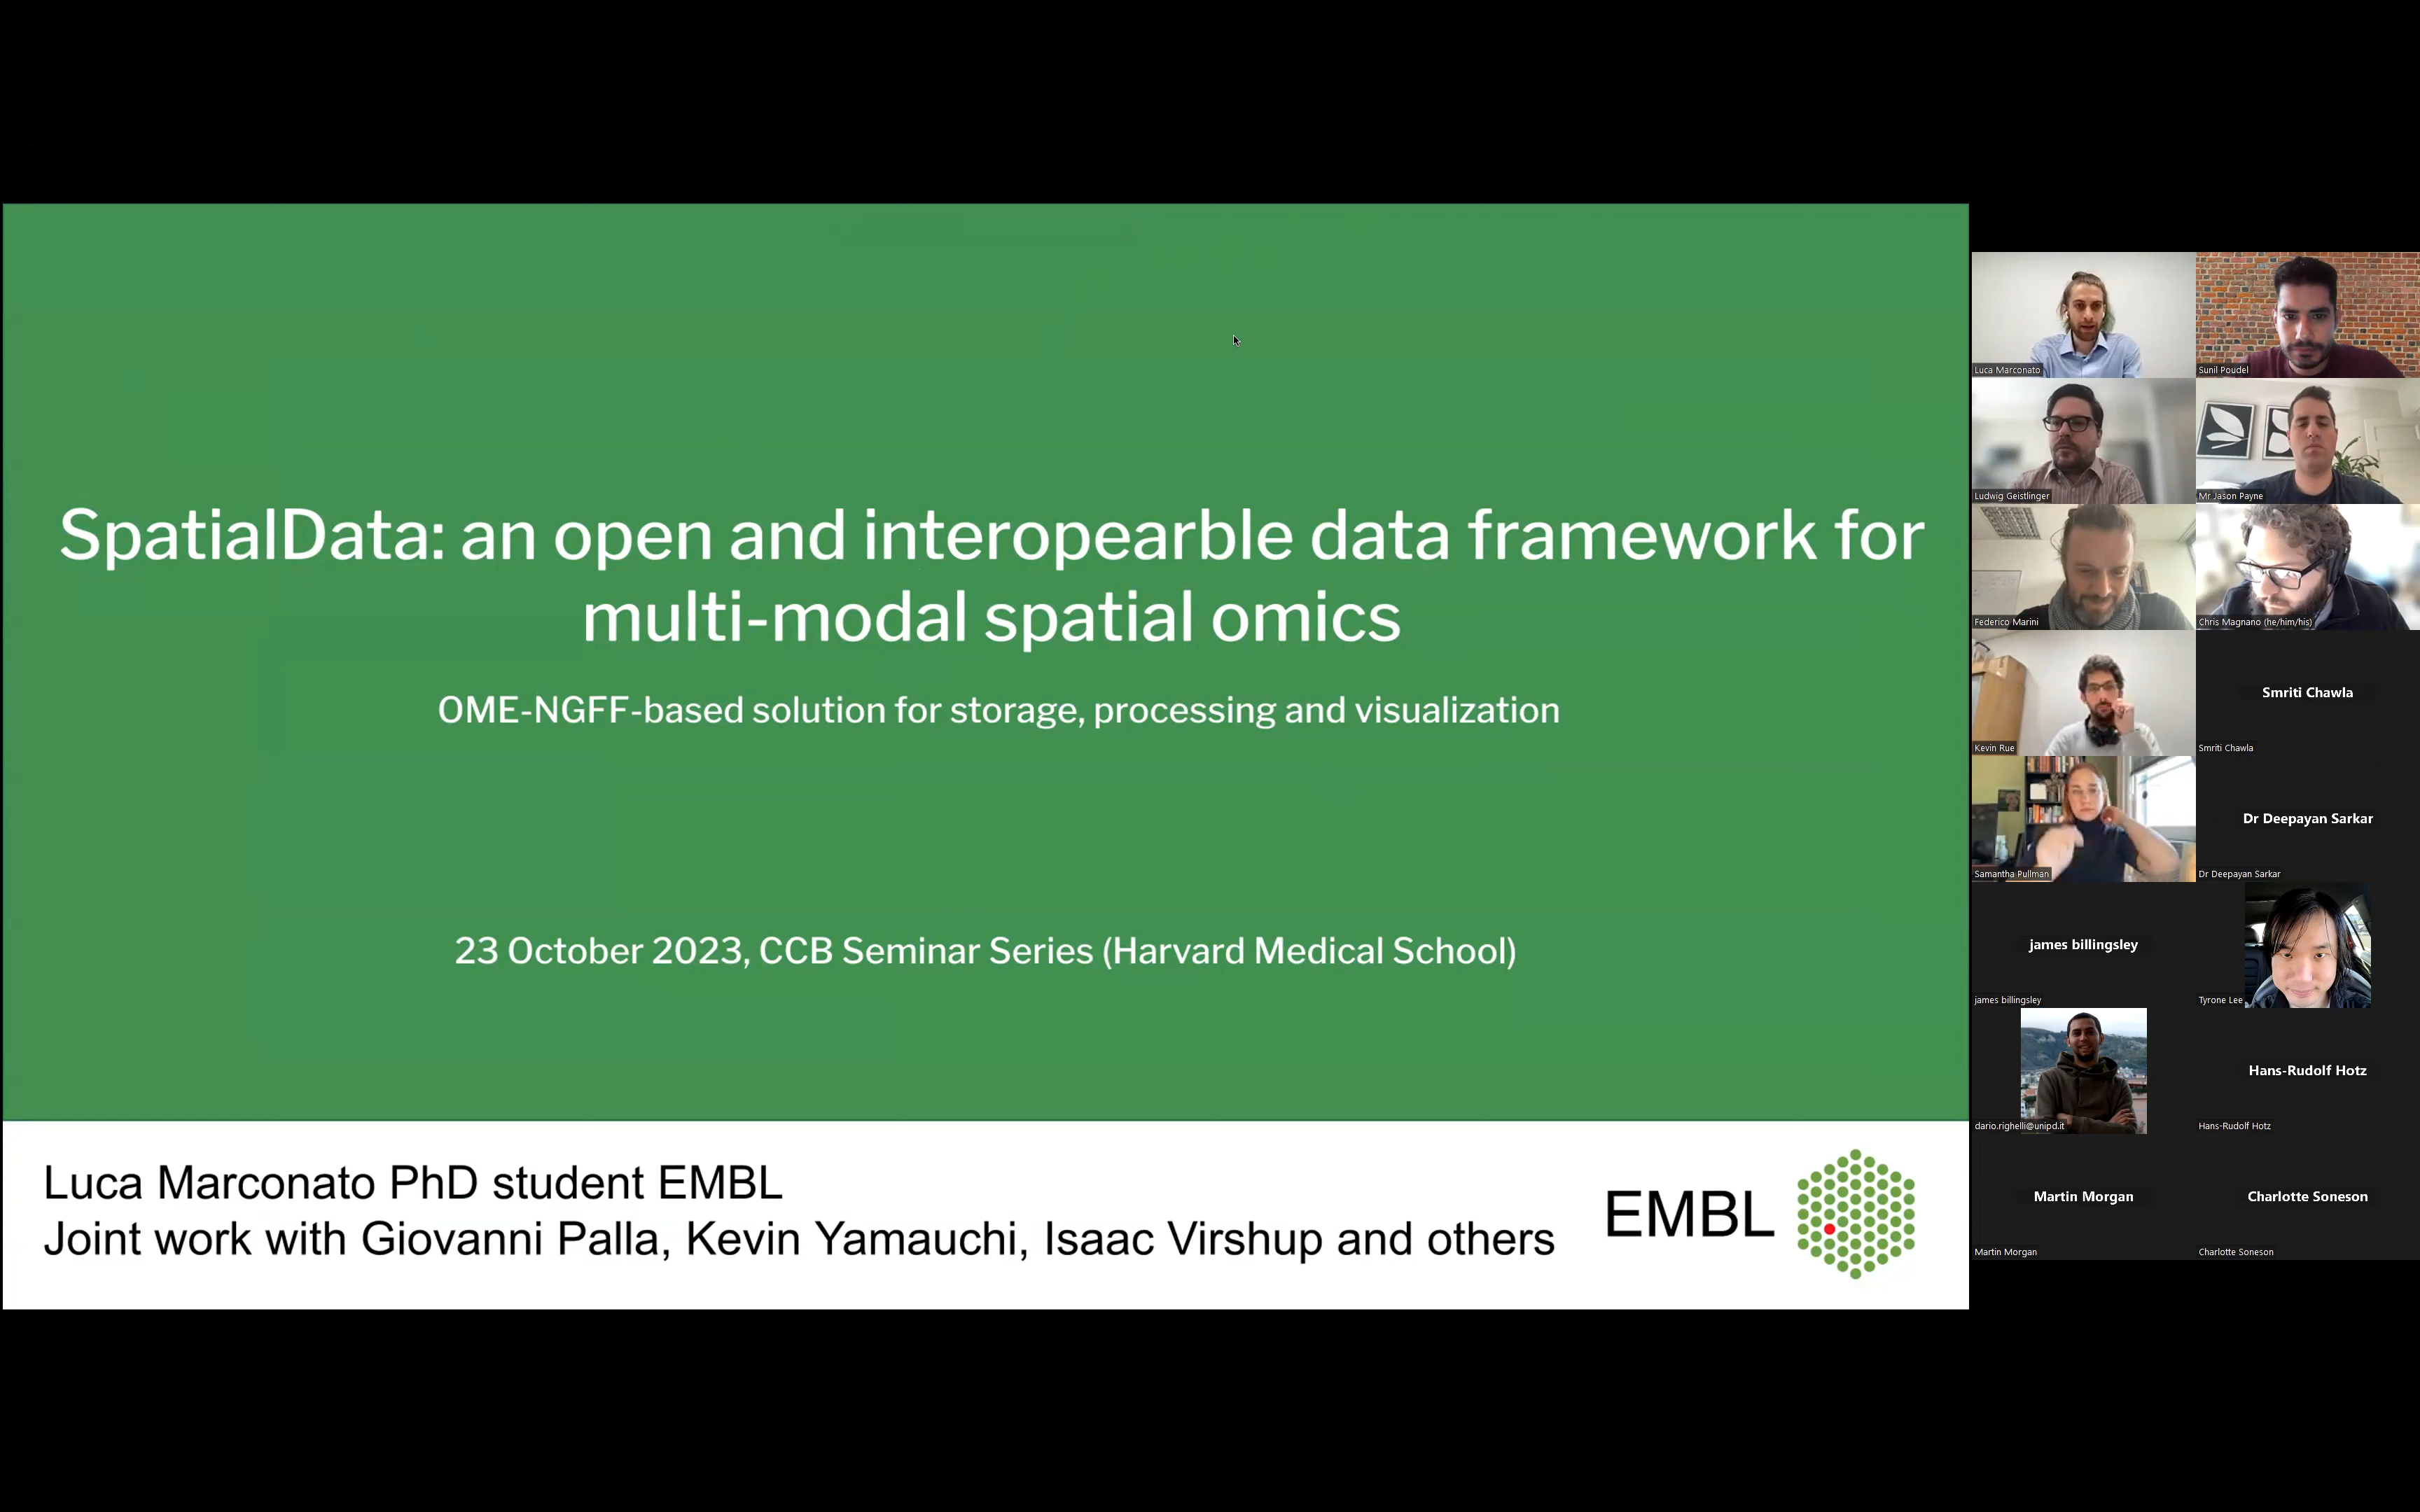 SpatialData: an open and interopearble data framework for
multi-modal spatial omics
OME-NGFF-based solution for storage, processing and visualization
23 October 2023, CCB Seminar Series (Harvard Medical School)
Luca Marconato PhD student EMBL
Joint work with Giovanni Palla, Kevin Yamauchi, Isaac Virshup and others
EMBL
Luca Marconato
Sunil Poudel
Ludwig Geistlinger
Mr Jason Payne
Federico Marini
Chris Magnano (he/him/his)
Kevin Rue
Smriti Chawla
Smriti Chawla
Samantha Pullman
Dr Deepayan Sarkar
Dr Deepayan Sarkar
james billingsley
james billingsley
Tyrone Lee
dario.righelli@unipd.it
Hans-Rudolf Hotz
Hans-Rudolf Hotz
Martin Morgan
Martin Morgan
Charlotte Soneson
Charlotte Soneson